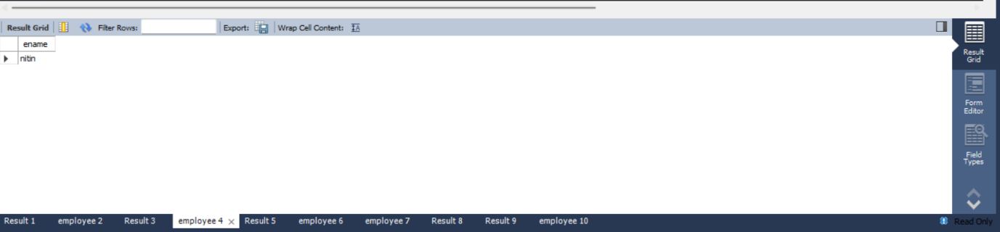 Result Grid Filter Rows: Export: Wrap Cell Content: IA
ename
nitin
Result Grid
Form Editor
Field Types
Result 1 employee 2 Result 3 employee 4 × Result 5 employee 6 employee 7 Result 8 Result 9 employee 10 Read Only